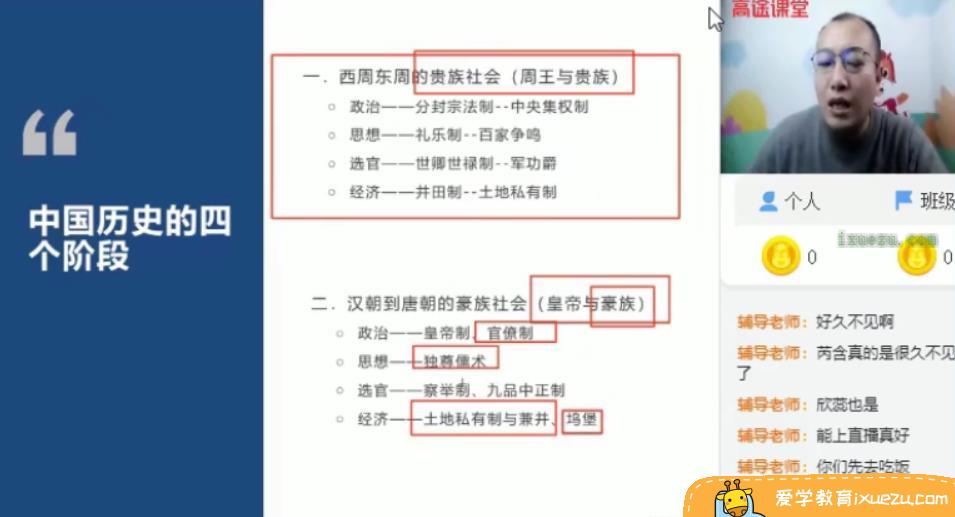 高途课堂
中国历史的四
个阶段
一. 西周东周的贵族社会（周王与贵族）
○ 政治——分封宗法制--中央集权制
○ 思想——礼乐制--百家争鸣
○ 选官——世卿世禄制--军功爵
○ 经济——井田制--土地私有制
二. 汉朝到唐朝的豪族社会（皇帝与豪族）
○ 政治——皇帝制、官僚制
○ 思想——独尊儒术
○ 选官——察举制、九品中正制
○ 经济——土地私有制与兼并、坞堡
个人 班级
ixuezu.com
0 0
辅导老师：好久不见啊
辅导老师：芮含真的是很久不见
了
辅导老师：欣蕊也是
辅导老师：能上直播真好
辅导老师：你们先去吃饭
爱学教育ixuezu.com